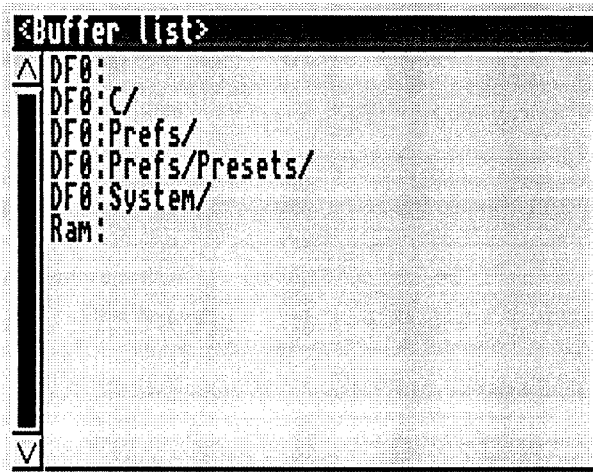 <Buffer list>
DF0:
DF0:C/
DF0:Prefs/
DF0:Prefs/Presets/
DF0:System/
Ram: